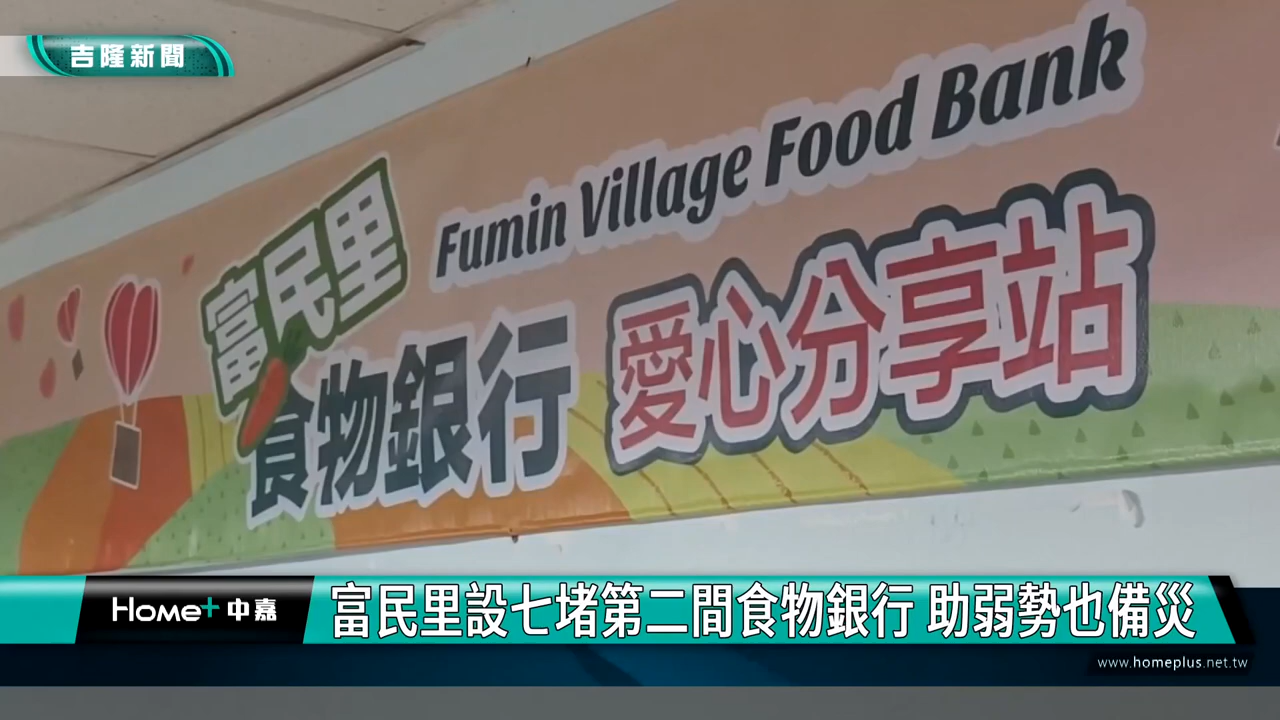 吉隆新聞
Fumin Village Food Bank
富民里
食物銀行 愛心分享站
Home+中嘉
富民里設七堵第二間食物銀行 助弱勢也備災
www.homeplus.net.tw